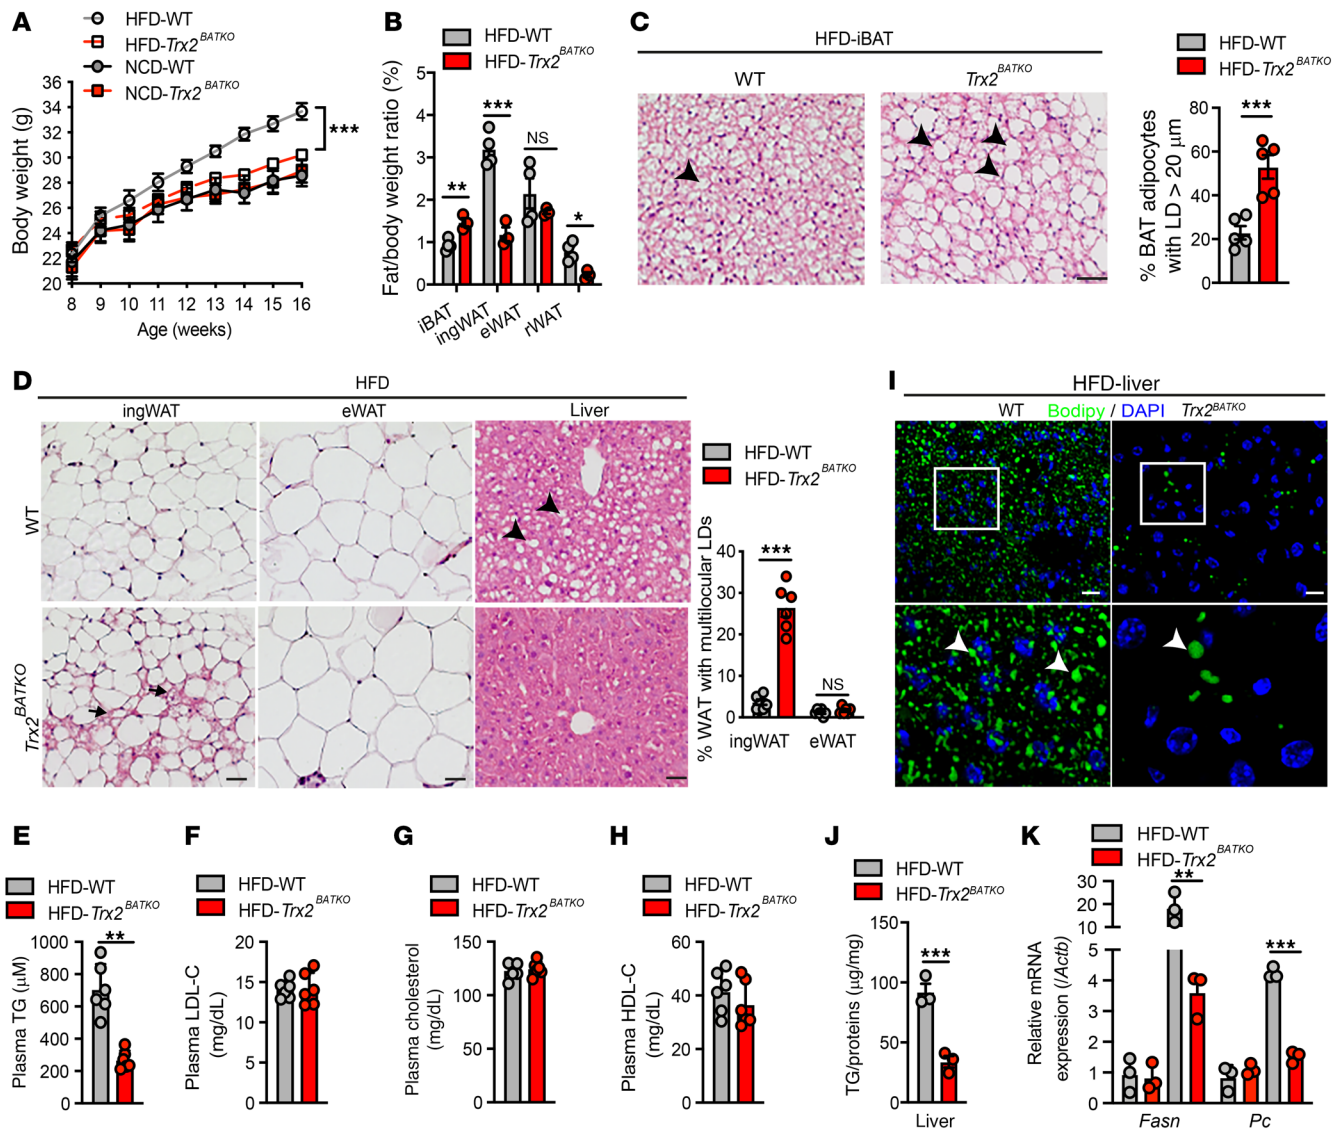 A
HFD-WT
HFD-Trx2BATKO
NCD-WT
NCD-Trx2BATKO
Body weight (g)
36
34
32
30
28
26
24
22
20
***
8 9 10 11 12 13 14 15 16
Age (weeks)
B
HFD-WT
HFD-Trx2BATKO
Fat/body weight ratio (%)
5
4
3
2
1
0
**
***
NS
*
iBAT ingWAT eWAT rWAT
C
HFD-iBAT
WT Trx2BATKO
HFD-WT
HFD-Trx2BATKO
% BAT adipocytes
with LD > 20 µm
80
60
40
20
0
***
D
HFD
ingWAT eWAT Liver
WT
Trx2BATKO
HFD-WT
HFD-Trx2BATKO
% WAT with multilocular LDs
40
30
20
10
0
***
NS
ingWAT eWAT
I
HFD-liver
WT Bodipy / DAPI Trx2BATKO
E
HFD-WT
HFD-Trx2BATKO
Plasma TG (µM)
1000
800
600
400
200
0
**
F
HFD-WT
HFD-Trx2BATKO
Plasma LDL-C
(mg/dL)
20
15
10
5
0
G
HFD-WT
HFD-Trx2BATKO
Plasma cholesterol
(mg/dL)
150
100
50
0
H
HFD-WT
HFD-Trx2BATKO
Plasma HDL-C
(mg/dL)
60
40
20
0
J
HFD-WT
HFD-Trx2BATKO
TG/proteins (µg/mg)
150
100
50
0
***
Liver
K
HFD-WT
HFD-Trx2BATKO
Relative mRNA
expression (/Actb)
30
20
10
5
4
3
2
1
0
**
***
Fasn Pc